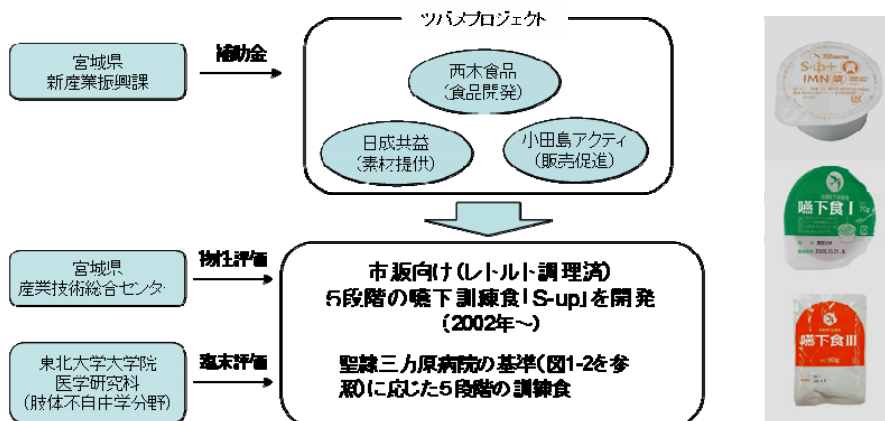 ツバメプロジェクト
宮城県
新産業振興課
補助金
西木食品
(食品開発)
日成共益
(素材提供)
小田島アクティ
(販売促進)
宮城県
産業技術総合センター
物性評価
東北大学大学院
医学研究科
(肢体不自由学分野)
臨床評価
市販向け(レトルト調理済)
5段階の嚥下訓練食「S-up」を開発
(2002年~)
聖隷三方原病院の基準(図1-2を参
照)に応じた5段階の訓練食
S-up+
IMN
嚥下食 I
70g
嚥下食 III